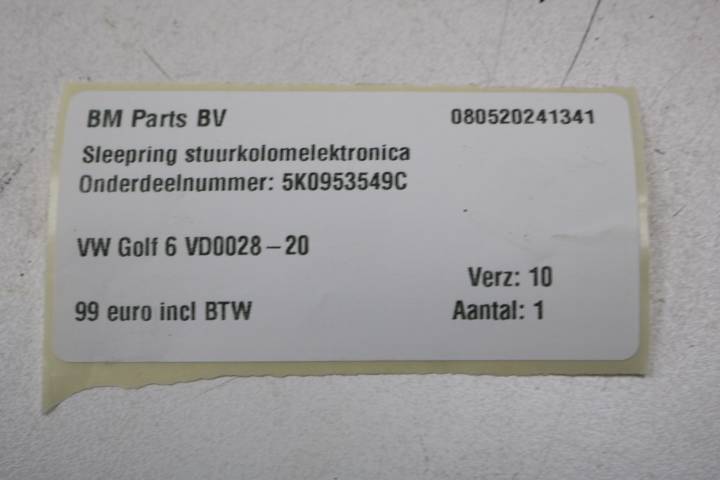 BM Parts BV 080520241341
Sleepring stuurkolomelektronica
Onderdeelnummer: 5K0953549C
VW Golf 6 VD0028-20
Verz: 10
99 euro incl BTW Aantal: 1